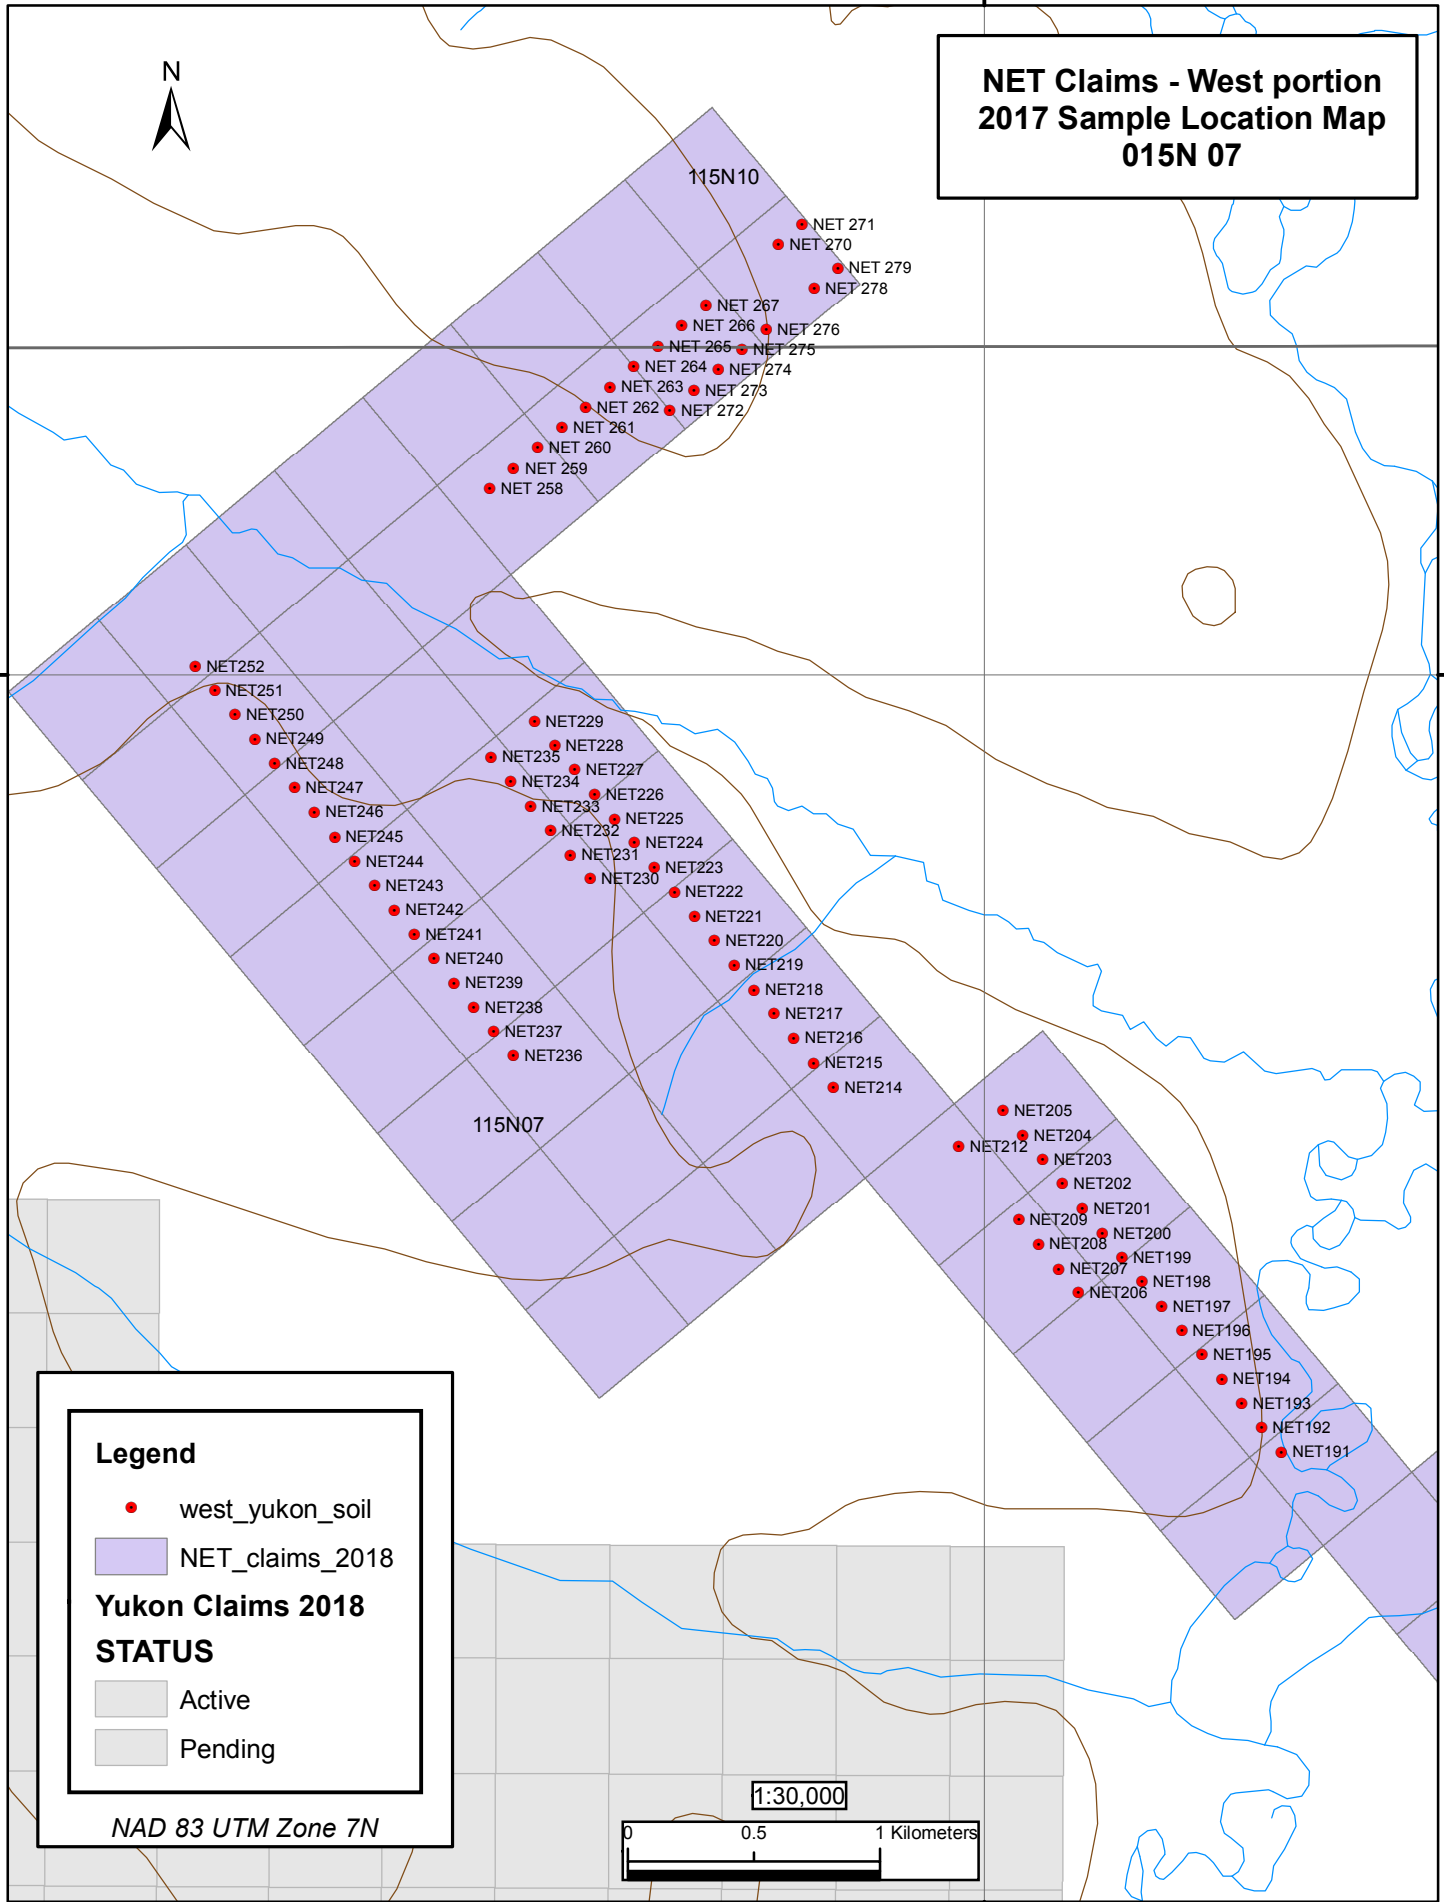 NET Claims - West portion
2017 Sample Location Map
015N 07
N
115N10
NET 271
NET 270
NET 279
NET 278
NET 267
NET 266
NET 276
NET 265
NET 275
NET 264
NET 274
NET 263
NET 273
NET 262
NET 272
NET 261
NET 260
NET 259
NET 258
NET252
NET251
NET250
NET249
NET248
NET247
NET246
NET245
NET244
NET243
NET242
NET241
NET240
NET239
NET238
NET237
NET236
NET229
NET228
NET235
NET227
NET234
NET226
NET233
NET225
NET232
NET224
NET231
NET223
NET230
NET222
NET221
NET220
NET219
NET218
NET217
NET216
NET215
NET214
115N07
NET205
NET204
NET212
NET203
NET202
NET201
NET209
NET200
NET208
NET199
NET207
NET198
NET206
NET197
NET196
NET195
NET194
NET193
NET192
NET191
Legend
west_yukon_soil
NET_claims_2018
Yukon Claims 2018
STATUS
Active
Pending
NAD 83 UTM Zone 7N
1:30,000
0 0.5 1 Kilometers